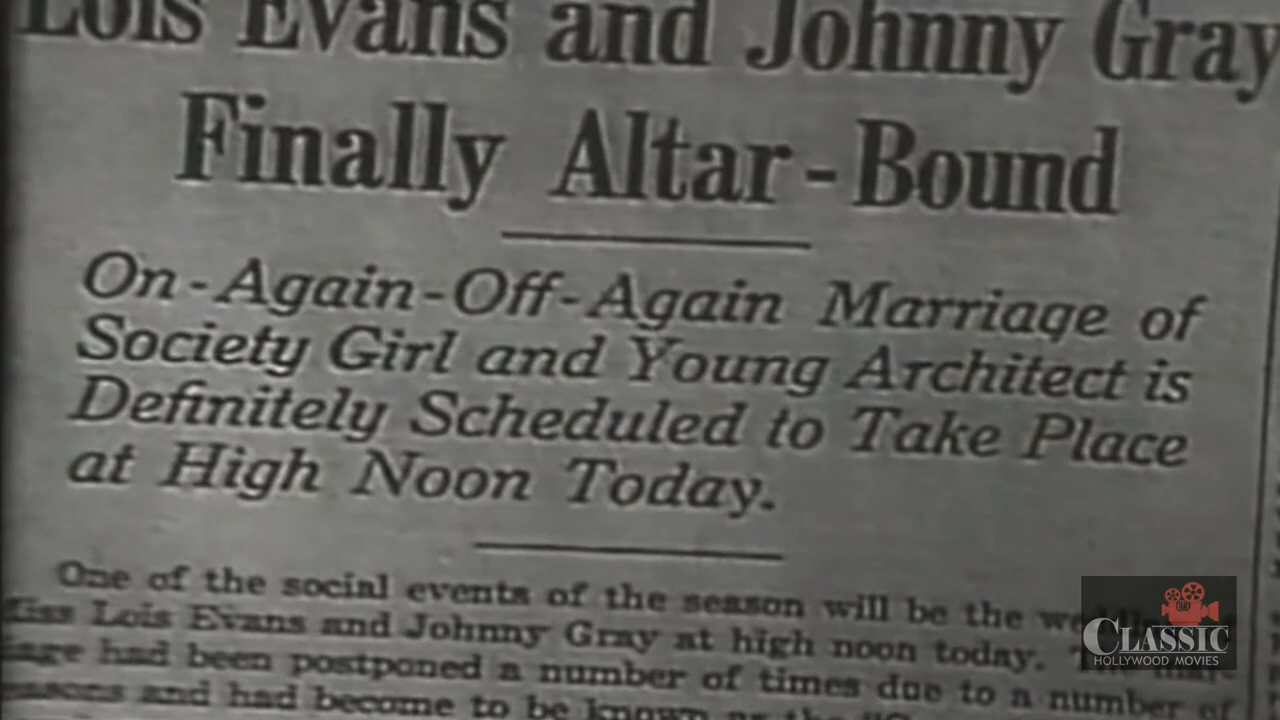 Lois Evans and Johnny Gray
Finally Altar-Bound
On-Again-Off-Again Marriage of
Society Girl and Young Architect is
Definitely Scheduled to Take Place
at High Noon Today.
One of the social events of the season will be the
Miss Lois Evans and Johnny Gray at high noon today.
had been postponed a number of times due to a number of
and had become to be known as the
CLASSIC
HOLLYWOOD MOVIES